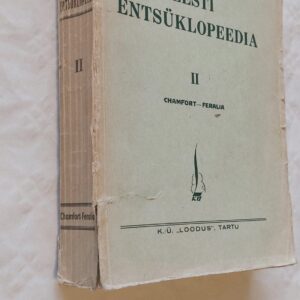 EESTI
ENTSÜKLOPEEDIA
II
CHAMFORT—FERALIA
K.-Ü. „LOODUS”, TARTU
II
Chamfort-Feralia